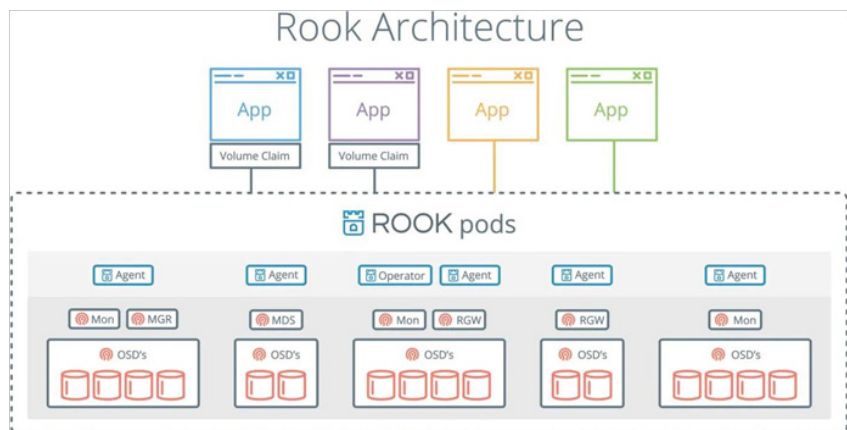 Rook Architecture
App App App App
Volume Claim Volume Claim
ROOK pods
Agent Agent Operator Agent Agent Agent
Mon MGR MDS Mon RGW RGW Mon
OSD's OSD's OSD's OSD's OSD's